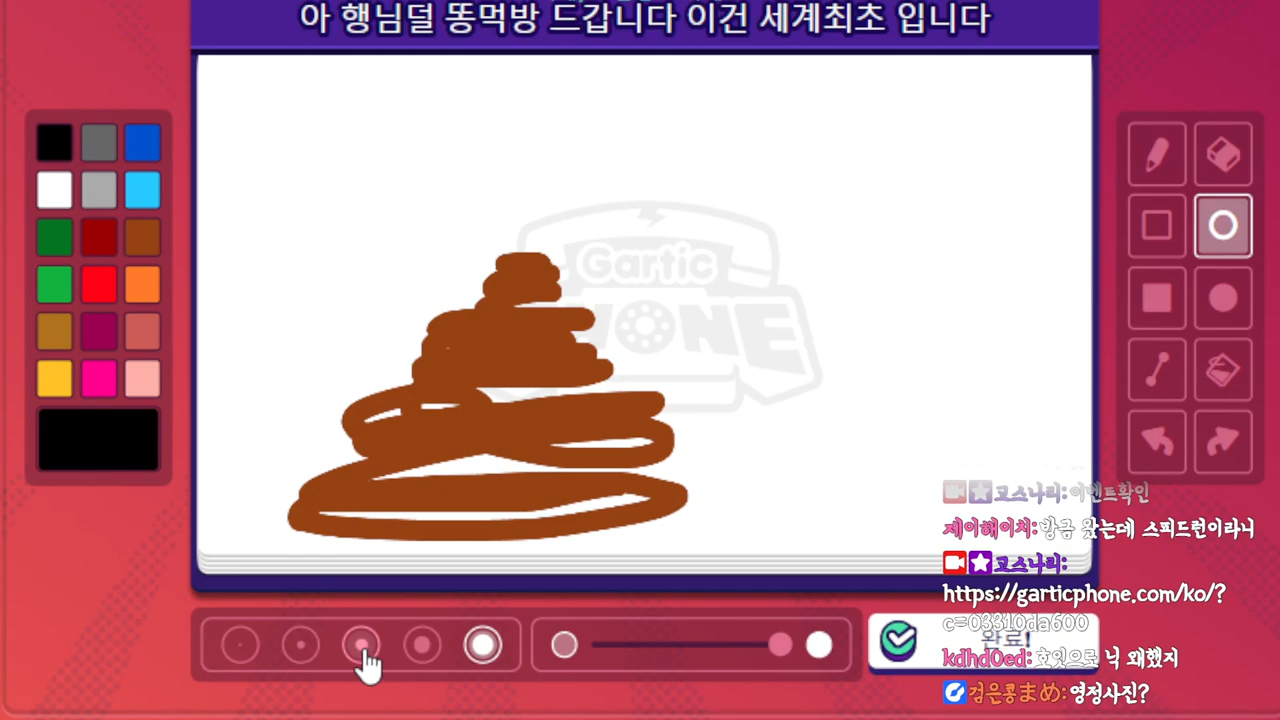 아 행님덜 똥먹방 드갑니다 이건 세계최초 입니다
Gartic
PHONE
코스나리: 이벤트확인
제이해이치: 방금 왔는데 스피드런이라니
코스나리:
https://garticphone.com/ko/?
c=03310da600
완료!
kdhd0ed: 호잇으로 닉 왜했지
검은콩まめ: 영정사진?